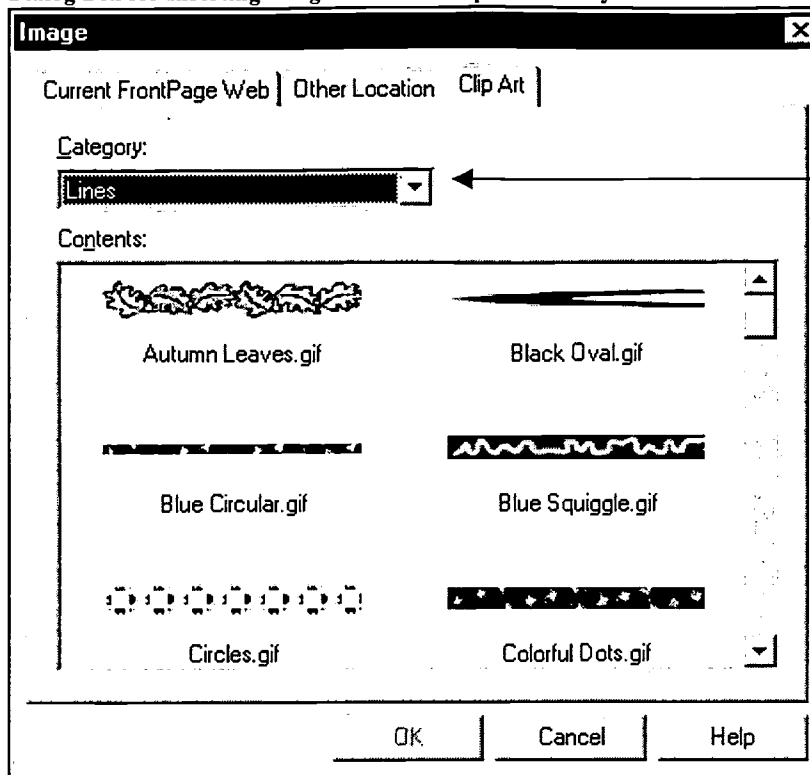 Image
Current FrontPage Web Other Location Clip Art
Category:
Lines
Contents:
Autumn Leaves.gif Black Oval.gif
Blue Circular.gif Blue Squiggle.gif
Circles.gif Colorful Dots.gif
OK Cancel Help